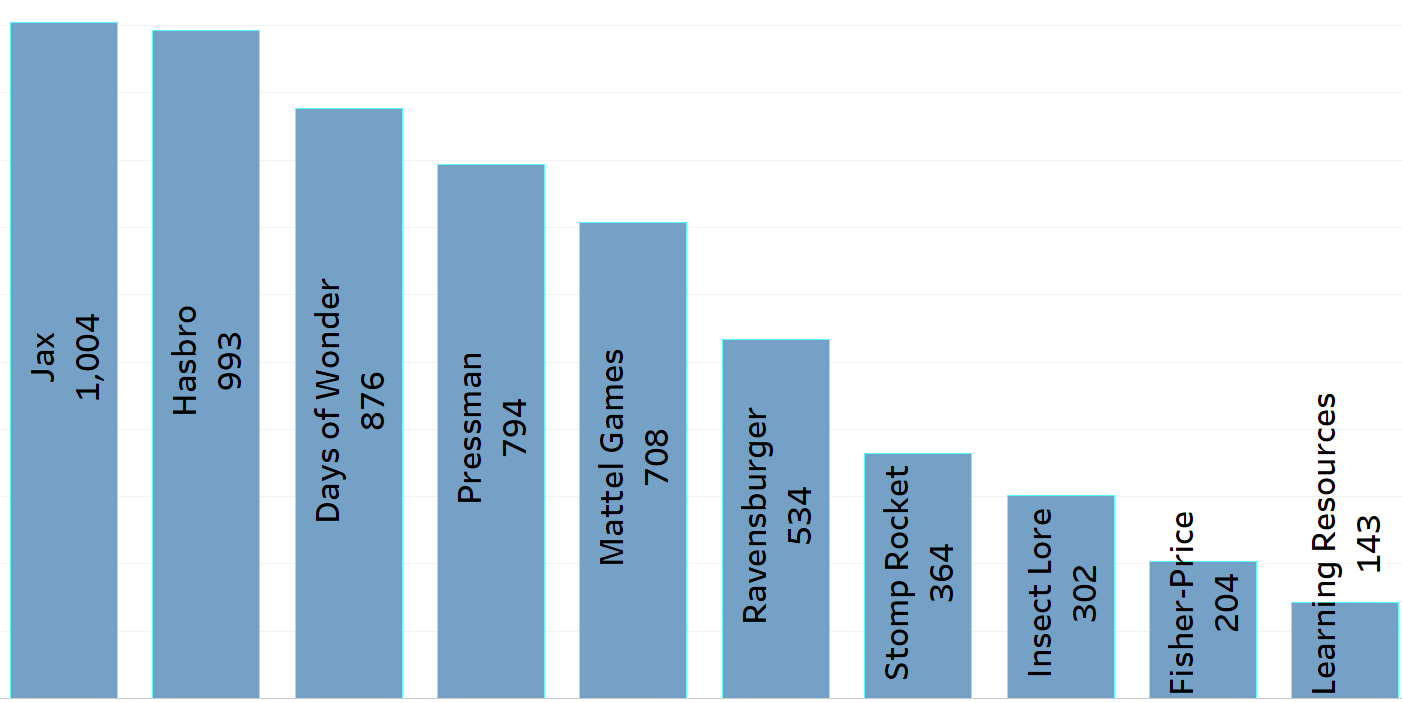 Jax
1,004
Hasbro
993
Days of Wonder
876
Pressman
794
Mattel Games
708
Ravensburger
534
Stomp Rocket
364
Insect Lore
302
Fisher-Price
204
Learning Resources
143